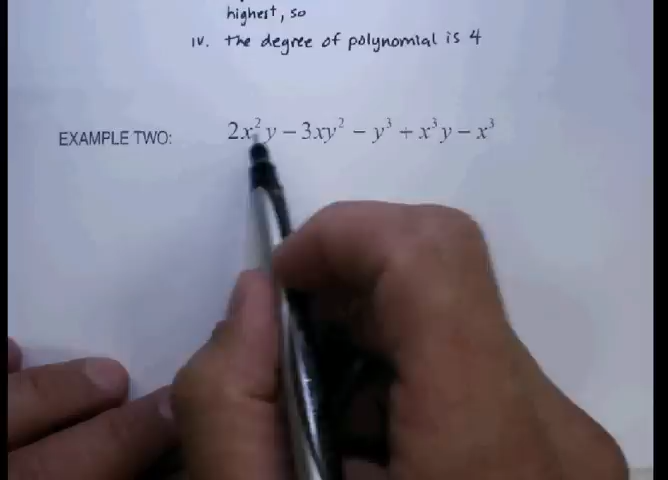 highest, so
iv. the degree of polynomial is 4
EXAMPLE TWO: 2x²y − 3xy² − y³ + x³y − x³